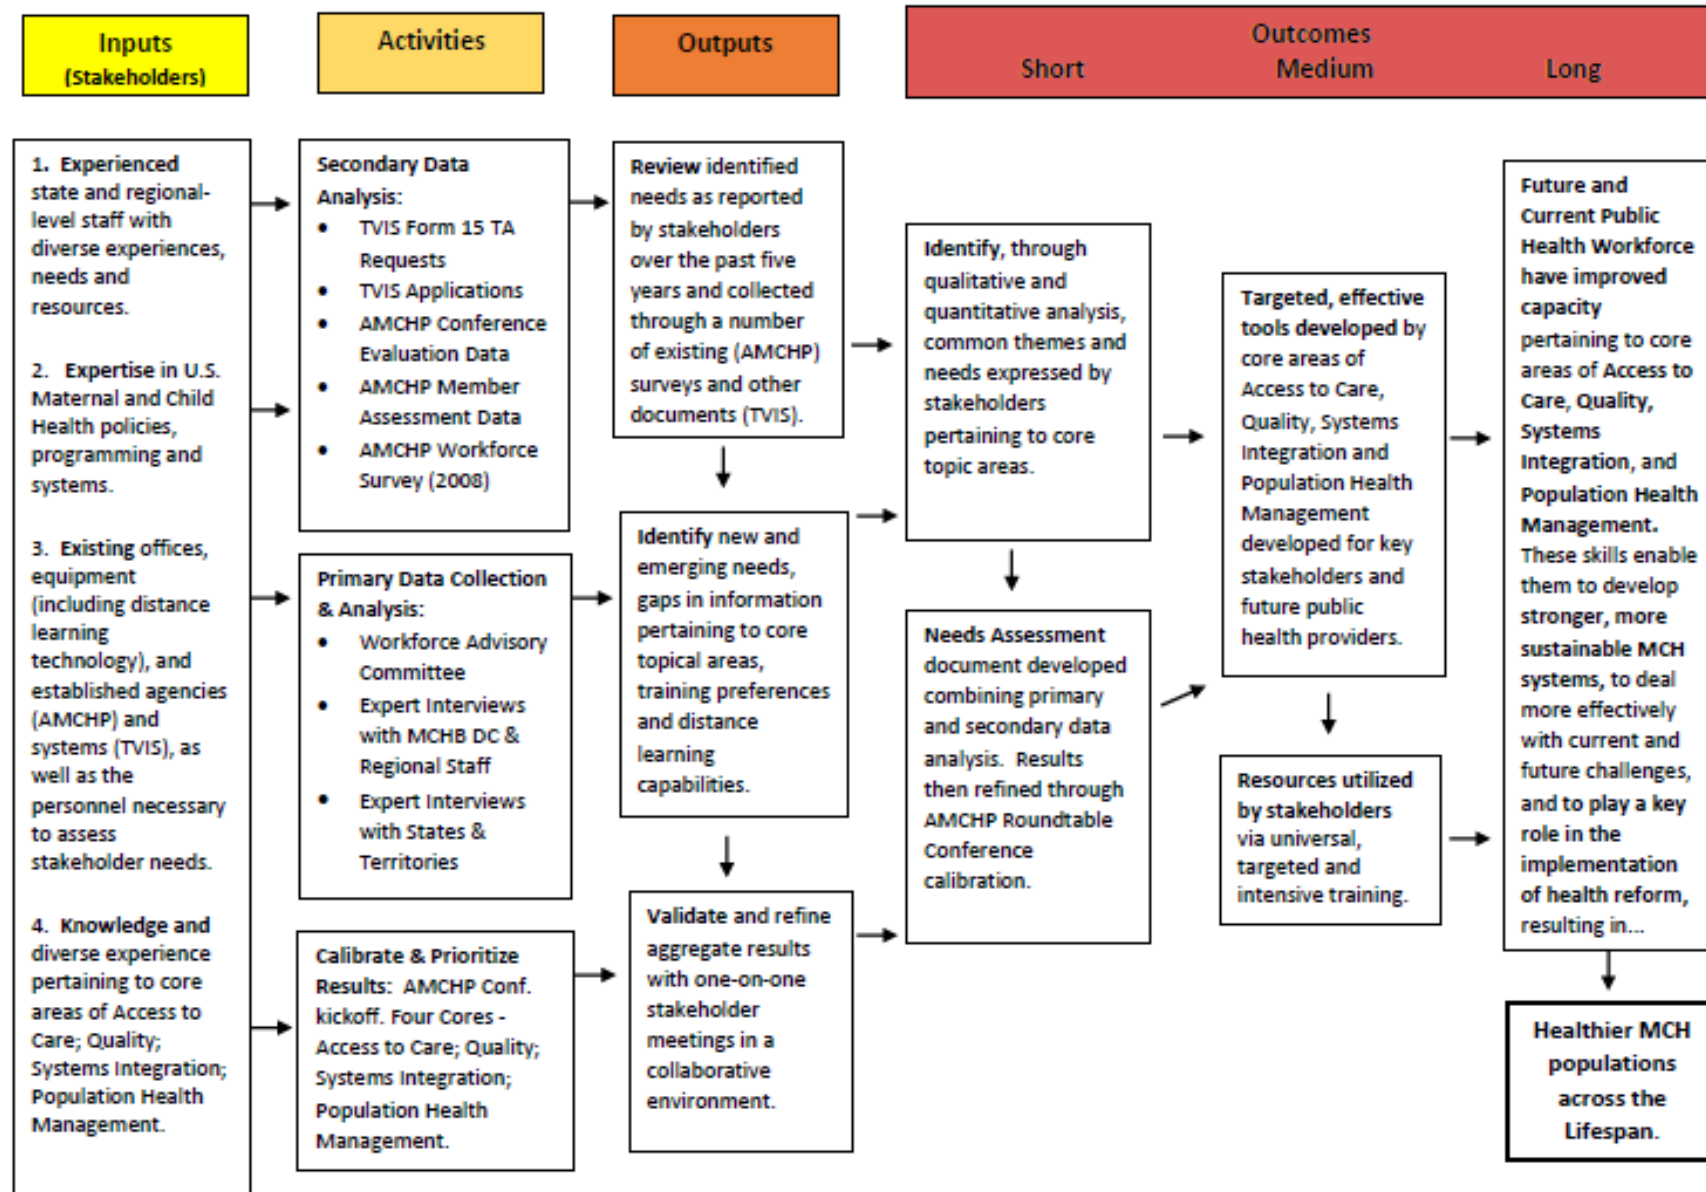 Inputs
(Stakeholders)
Activities
Outputs
Outcomes
Short Medium Long
1. Experienced
state and regional-
level staff with
diverse experiences,
needs and
resources.
2. Expertise in U.S.
Maternal and Child
Health policies,
programming and
systems.
3. Existing offices,
equipment
(including distance
learning
technology), and
established agencies
(AMCHP) and
systems (TVIS), as
well as the
personnel necessary
to assess
stakeholder needs.
4. Knowledge and
diverse experience
pertaining to core
areas of Access to
Care; Quality;
Systems Integration;
Population Health
Management.
Secondary Data
Analysis:
• TVIS Form 15 TA
Requests
• TVIS Applications
• AMCHP Conference
Evaluation Data
• AMCHP Member
Assessment Data
• AMCHP Workforce
Survey (2008)
Primary Data Collection
& Analysis:
• Workforce Advisory
Committee
• Expert Interviews
with MCHB DC &
Regional Staff
• Expert Interviews
with States &
Territories
Calibrate & Prioritize
Results: AMCHP Conf.
kickoff. Four Cores -
Access to Care; Quality;
Systems Integration;
Population Health
Management.
Review identified
needs as reported
by stakeholders
over the past five
years and collected
through a number
of existing (AMCHP)
surveys and other
documents (TVIS).
Identify new and
emerging needs,
gaps in information
pertaining to core
topical areas,
training preferences
and distance
learning
capabilities.
Validate and refine
aggregate results
with one-on-one
stakeholder
meetings in a
collaborative
environment.
Identify, through
qualitative and
quantitative analysis,
common themes and
needs expressed by
stakeholders
pertaining to core
topic areas.
Needs Assessment
document developed
combining primary
and secondary data
analysis. Results
then refined through
AMCHP Roundtable
Conference
calibration.
Targeted, effective
tools developed by
core areas of
Access to Care,
Quality, Systems
Integration and
Population Health
Management
developed for key
stakeholders and
future public
health providers.
Resources utilized
by stakeholders
via universal,
targeted and
intensive training.
Future and
Current Public
Health Workforce
have improved
capacity
pertaining to core
areas of Access to
Care, Quality,
Systems
Integration, and
Population Health
Management.
These skills enable
them to develop
stronger, more
sustainable MCH
systems, to deal
more effectively
with current and
future challenges,
and to play a key
role in the
implementation
of health reform,
resulting in...
Healthier MCH
populations
across the
Lifespan.